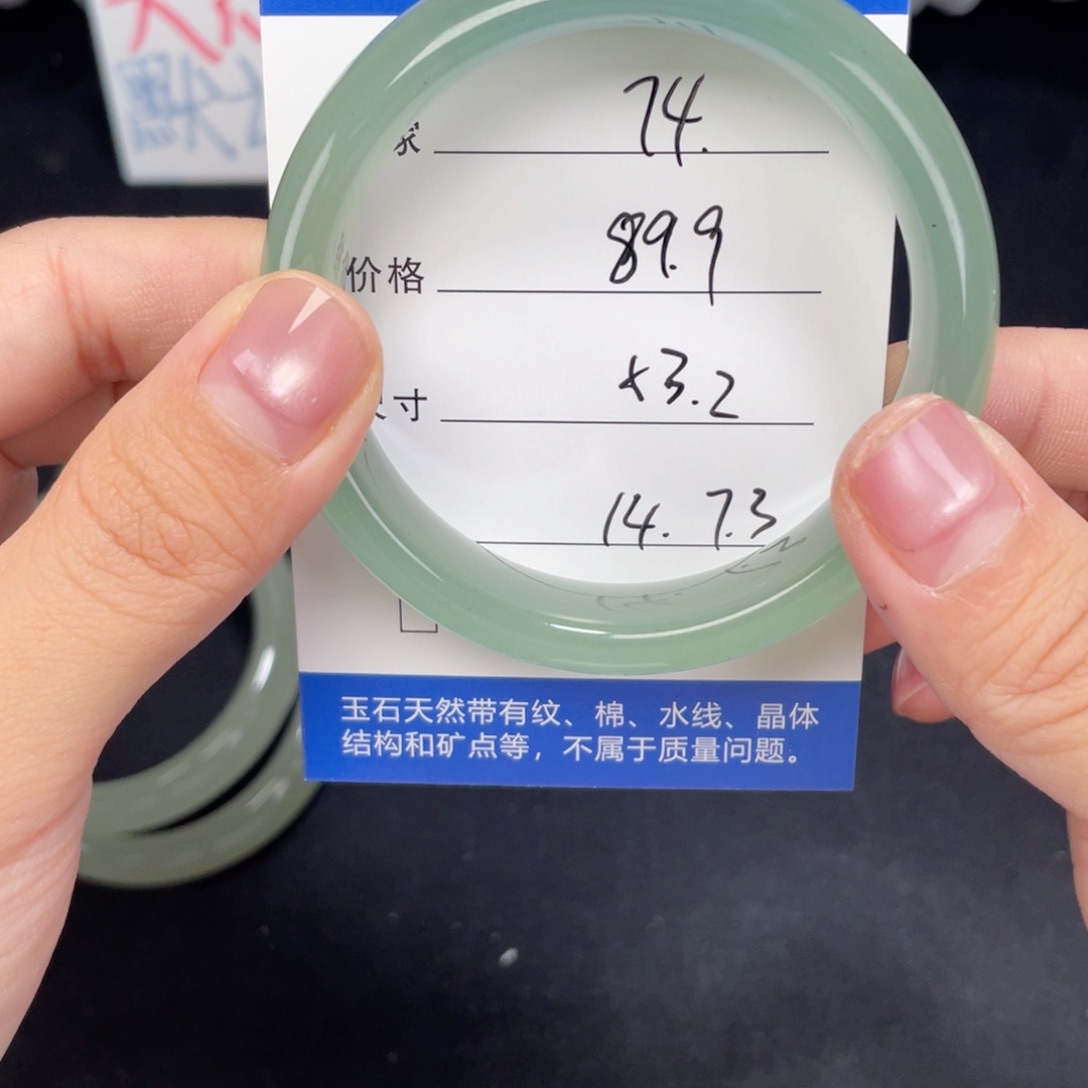 74.
价格 89.9
寸 53.2
14. 7.3
玉石天然带有纹、棉、水线、晶体
结构和矿点等，不属于质量问题。